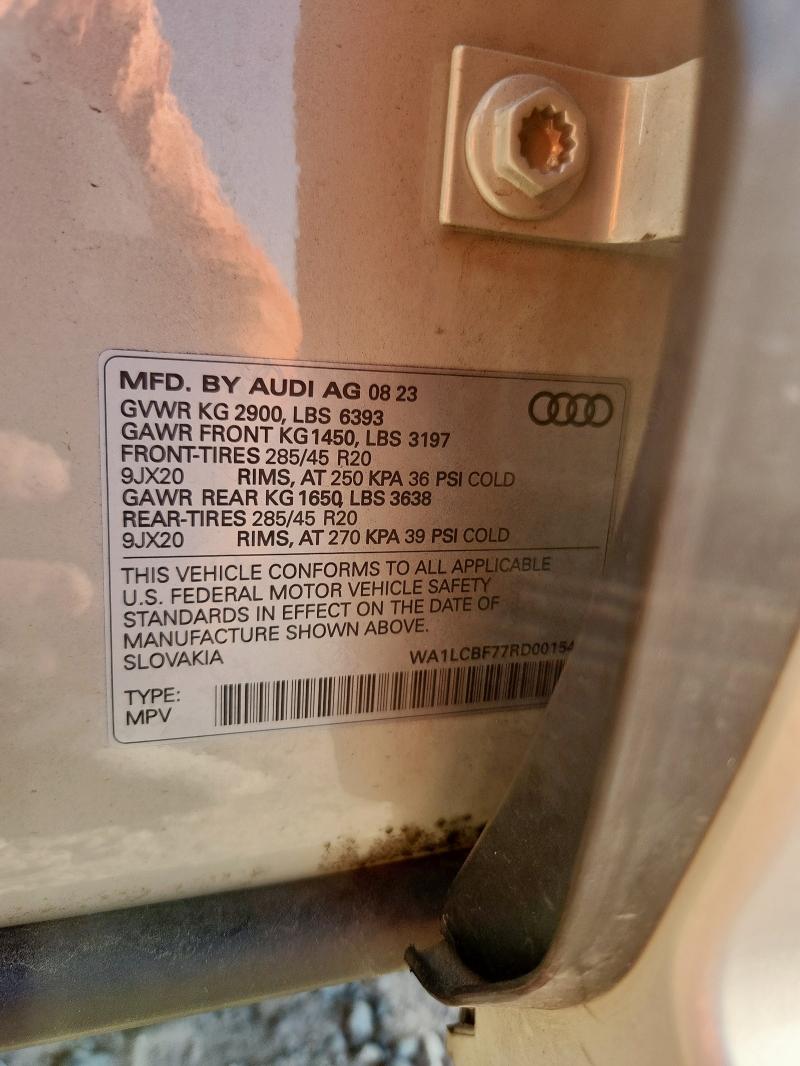 MFD. BY AUDI AG 08 23
GVWR KG 2900, LBS 6393
GAWR FRONT KG1450, LBS 3197
FRONT-TIRES 285/45 R20
9JX20 RIMS, AT 250 KPA 36 PSI COLD
GAWR REAR KG 1650, LBS 3638
REAR-TIRES 285/45 R20
9JX20 RIMS, AT 270 KPA 39 PSI COLD
THIS VEHICLE CONFORMS TO ALL APPLICABLE
U.S. FEDERAL MOTOR VEHICLE SAFETY
STANDARDS IN EFFECT ON THE DATE OF
MANUFACTURE SHOWN ABOVE.
SLOVAKIA WA1LCBF77RD00154
TYPE:
MPV